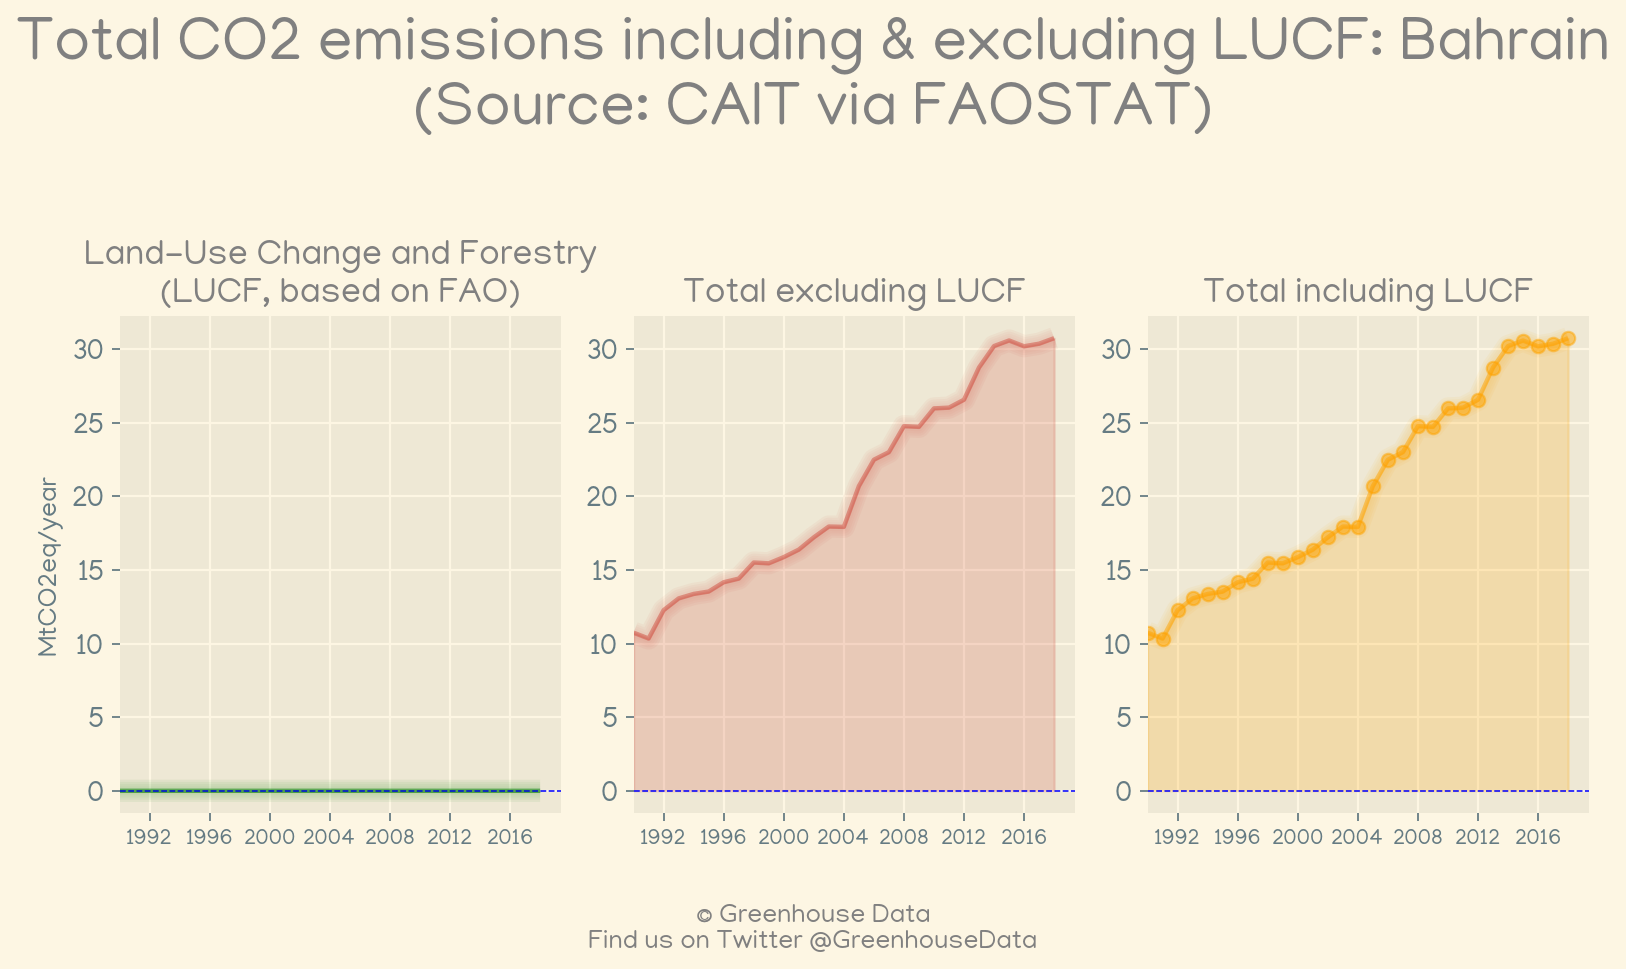 Total CO2 emissions including & excluding LUCF: Bahrain
(Source: CAIT via FAOSTAT)
Land-Use Change and Forestry
(LUCF, based on FAO)
MtCO2eq/year
30
25
20
15
10
5
0
1992 1996 2000 2004 2008 2012 2016
Total excluding LUCF
30
25
20
15
10
5
0
1992 1996 2000 2004 2008 2012 2016
Total including LUCF
30
25
20
15
10
5
0
1992 1996 2000 2004 2008 2012 2016
© Greenhouse Data
Find us on Twitter @GreenhouseData